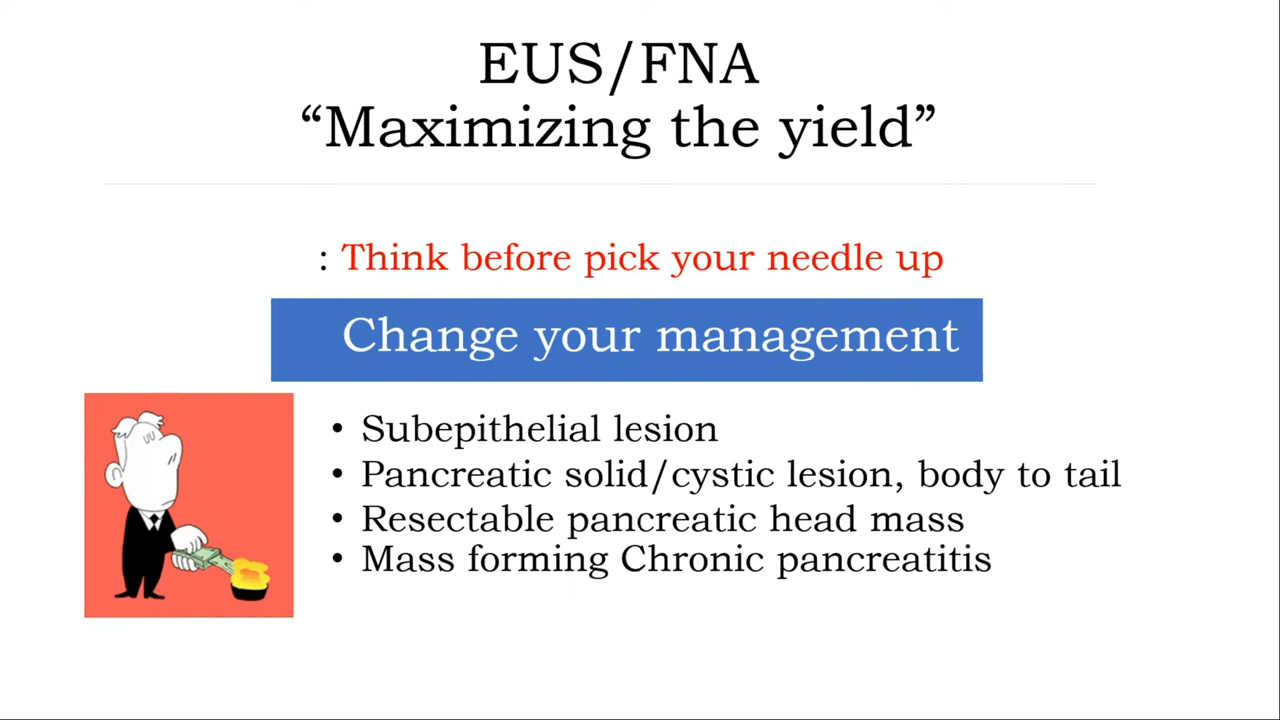 EUS/FNA
“Maximizing the yield”
: Think before pick your needle up
Change your management
• Subepithelial lesion
• Pancreatic solid/cystic lesion, body to tail
• Resectable pancreatic head mass
• Mass forming Chronic pancreatitis